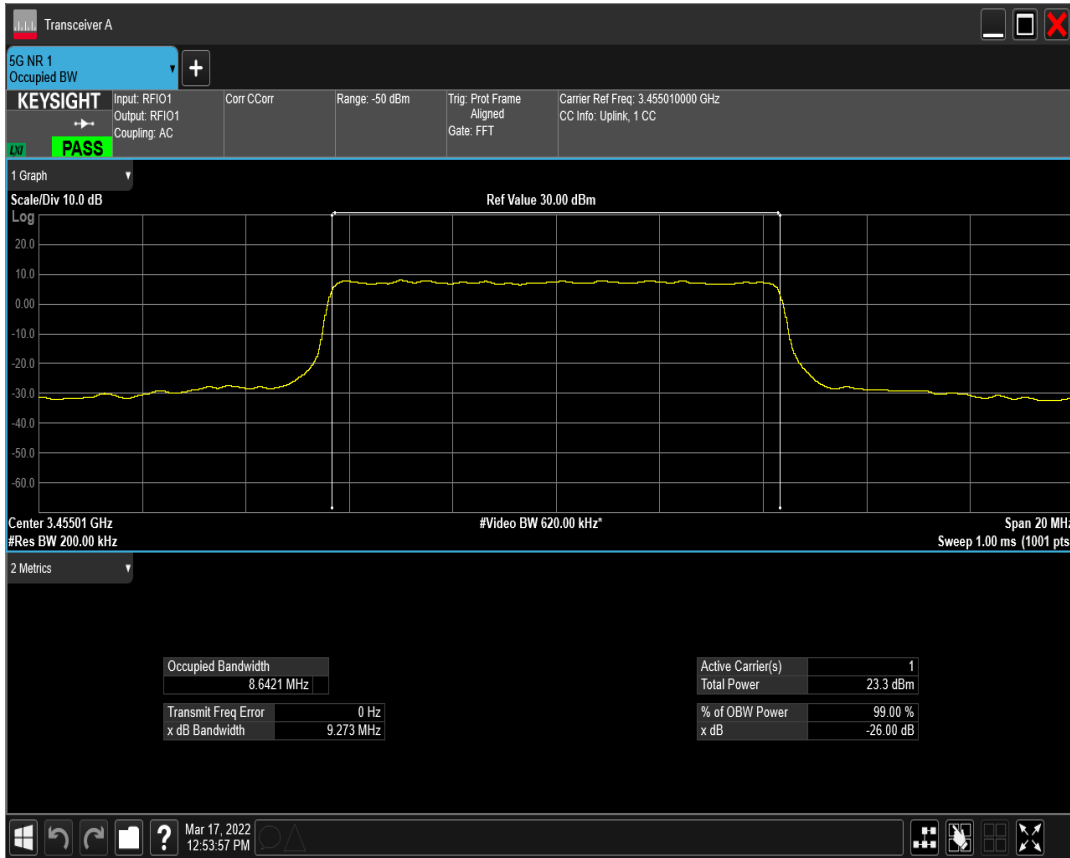 Transceiver A
5G NR 1
Occupied BW
KEYSIGHT
LXI
PASS
Input: RFIO1
Output: RFIO1
Coupling: AC
Corr CCorr
Range: -50 dBm
Trig: Prot Frame
Aligned
Gate: FFT
Carrier Ref Freq: 3.455010000 GHz
CC Info: Uplink, 1 CC
1 Graph
Scale/Div 10.0 dB
Ref Value 30.00 dBm
Log
20.0
10.0
0.00
-10.0
-20.0
-30.0
-40.0
-50.0
-60.0
Center 3.45501 GHz
#Video BW 620.00 kHz*
Span 20 MHz
#Res BW 200.00 kHz
Sweep 1.00 ms (1001 pts
2 Metrics
Occupied Bandwidth
8.6421 MHz
Transmit Freq Error 0 Hz
x dB Bandwidth 9.273 MHz
Active Carrier(s) 1
Total Power 23.3 dBm
% of OBW Power 99.00 %
x dB -26.00 dB
?
Mar 17, 2022
12:53:57 PM